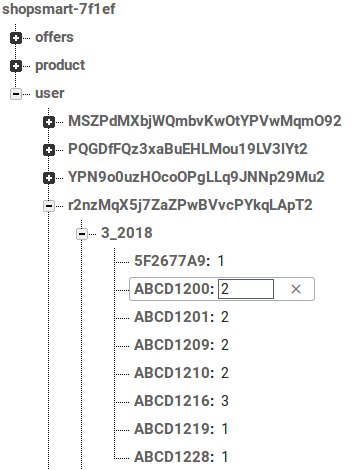 shopsmart-7f1ef
offers
product
user
MSZPdMXbjWQmbvKwOtYPVwMqmO92
PQGDfFQz3xaBuEHLMou19LV3IYt2
YPN9o0uzHOcoOPgLLq9JNNp29Mu2
r2nzMqX5j7ZaZPwBVvcPYkqLApT2
3_2018
5F2677A9: 1
ABCD1200: 2 ×
ABCD1201: 2
ABCD1209: 2
ABCD1210: 2
ABCD1216: 3
ABCD1219: 1
ABCD1228: 1